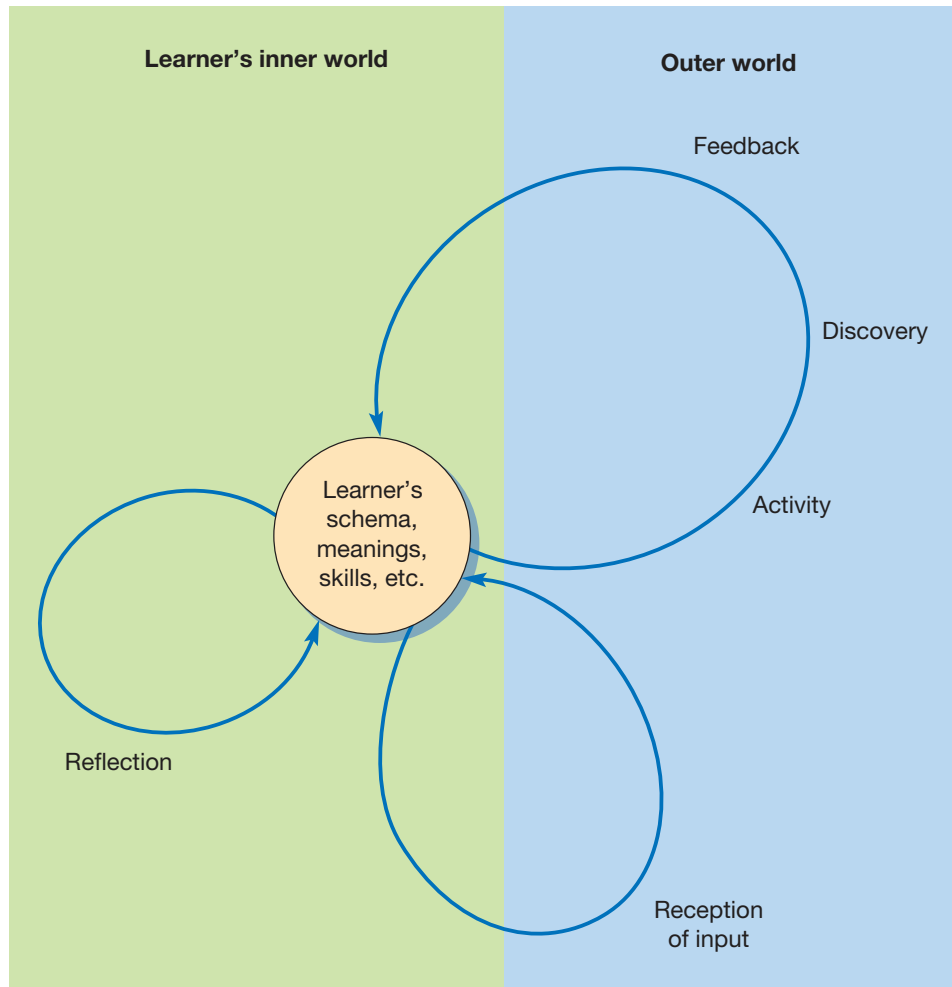 Learner's inner world
Outer world
Feedback
Discovery
Activity
Learner's
schema,
meanings,
skills, etc.
Reflection
Reception
of input